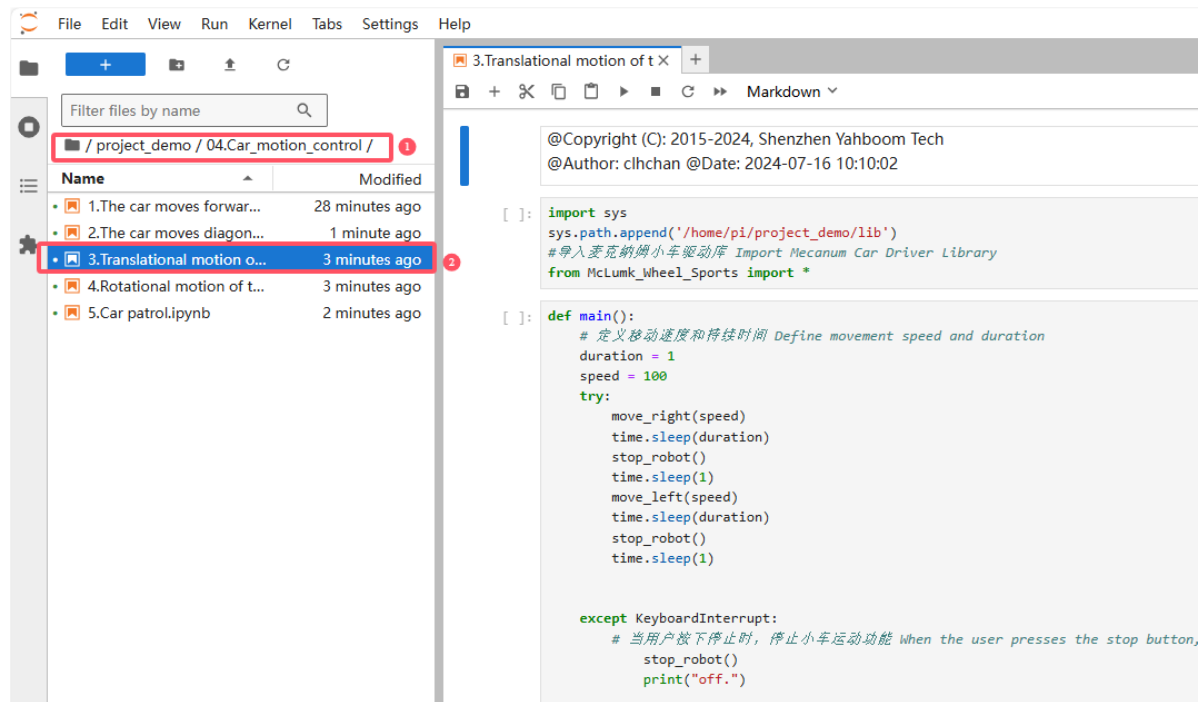 File Edit View Run Kernel Tabs Settings Help
Filter files by name
/ project_demo / 04.Car_motion_control /
1
Name Modified
1.The car moves forwar... 28 minutes ago
2.The car moves diagon... 1 minute ago
3.Translational motion o... 3 minutes ago
2
4.Rotational motion of t... 3 minutes ago
5.Car patrol.ipynb 2 minutes ago
3.Translational motion of t
Markdown
@Copyright (C): 2015-2024, Shenzhen Yahboom Tech
@Author: clhchan @Date: 2024-07-16 10:10:02
[ ]: import sys
sys.path.append('/home/pi/project_demo/lib')
#导入麦克纳姆小车驱动库 Import Mecanum Car Driver Library
from McLumk_Wheel_Sports import *
[ ]: def main():
# 定义移动速度和持续时间 Define movement speed and duration
duration = 1
speed = 100
try:
move_right(speed)
time.sleep(duration)
stop_robot()
time.sleep(1)
move_left(speed)
time.sleep(duration)
stop_robot()
time.sleep(1)
except KeyboardInterrupt:
# 当用户按下停止时，停止小车运动功能 When the user presses the stop button,
stop_robot()
print("off.")